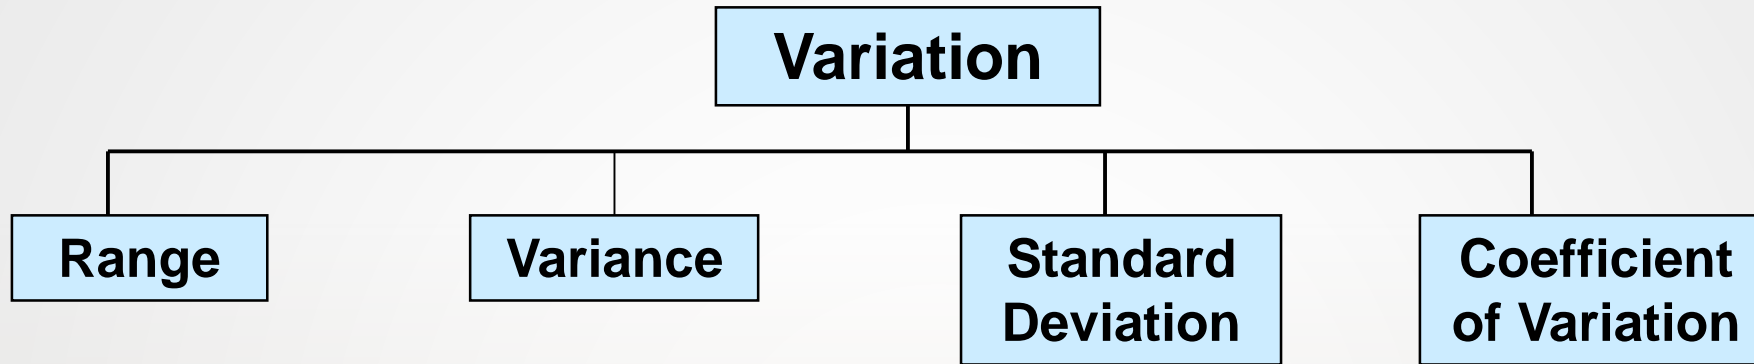 Variation
Range
Variance
Standard
Deviation
Coefficient
of Variation